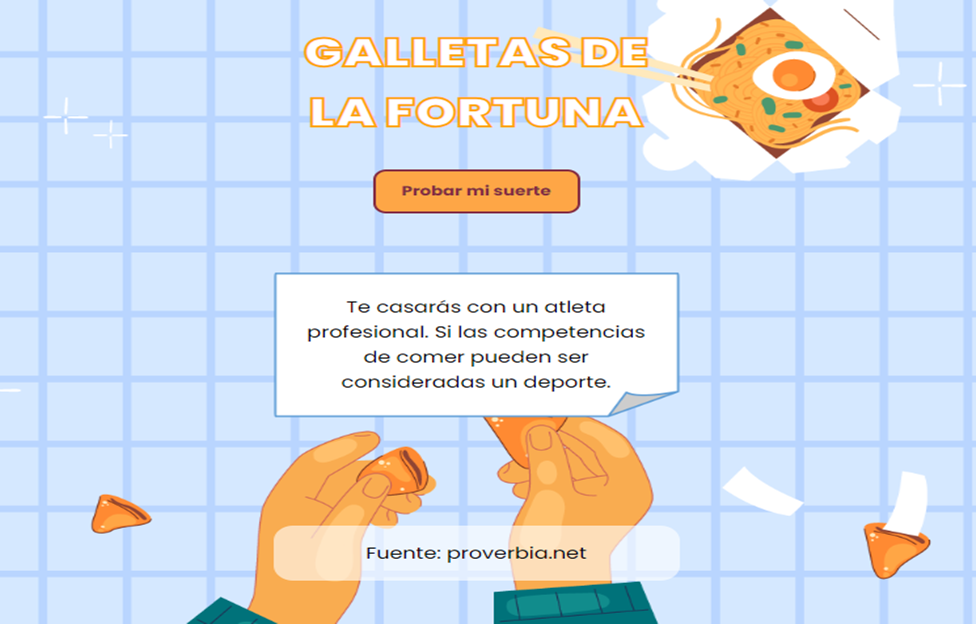 GALLETAS DE
LA FORTUNA
Probar mi suerte
Te casarás con un atleta
profesional. Si las competencias
de comer pueden ser
consideradas un deporte.
Fuente: proverbia.net